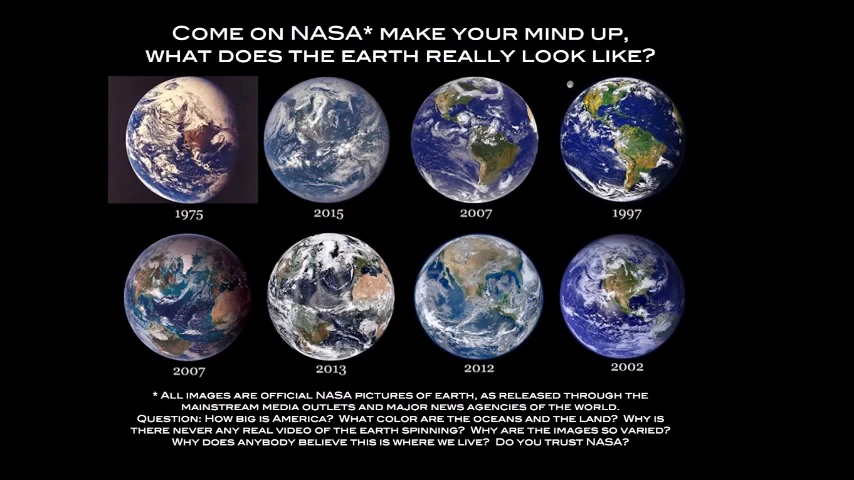 Come on NASA* make your mind up,
what does the earth really look like?
1975
2015
2007
1997
2007
2013
2012
2002
* All images are official NASA pictures of earth, as released through the
mainstream media outlets and major news agencies of the world.
Question: How big is America? What color are the oceans and the land? Why is
there never any real video of the earth spinning? Why are the images so varied?
Why does anybody believe this is where we live? Do you trust NASA?